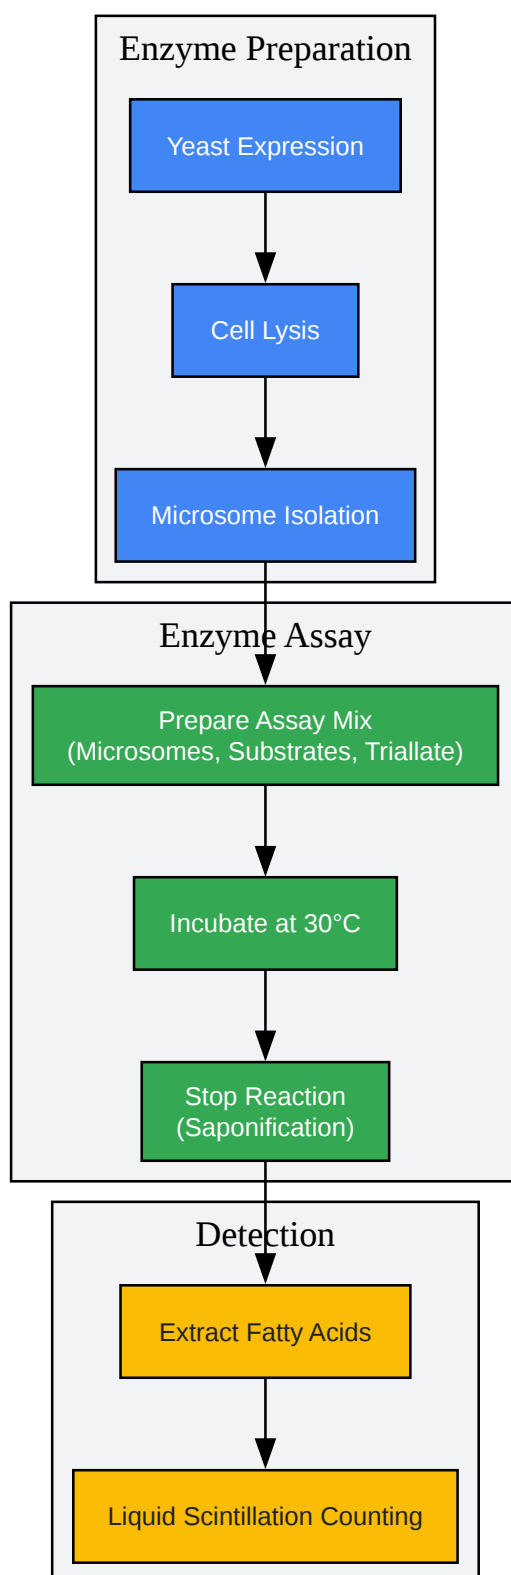 Enzyme Preparation
Yeast Expression
Cell Lysis
Microsome Isolation
Enzyme Assay
Prepare Assay Mix
(Microsomes, Substrates, Triallate)
Incubate at 30°C
Stop Reaction
(Saponification)
Detection
Extract Fatty Acids
Liquid Scintillation Counting